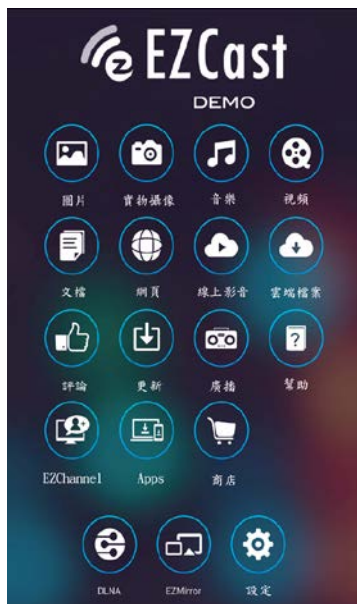 EZCast
DEMO
圖片 實物攝像 音樂 視頻
文檔 網頁 線上影音 雲端檔案
評論 更新 廣播 幫助
EZChannel Apps 商店
DLNA EZMirror 設定